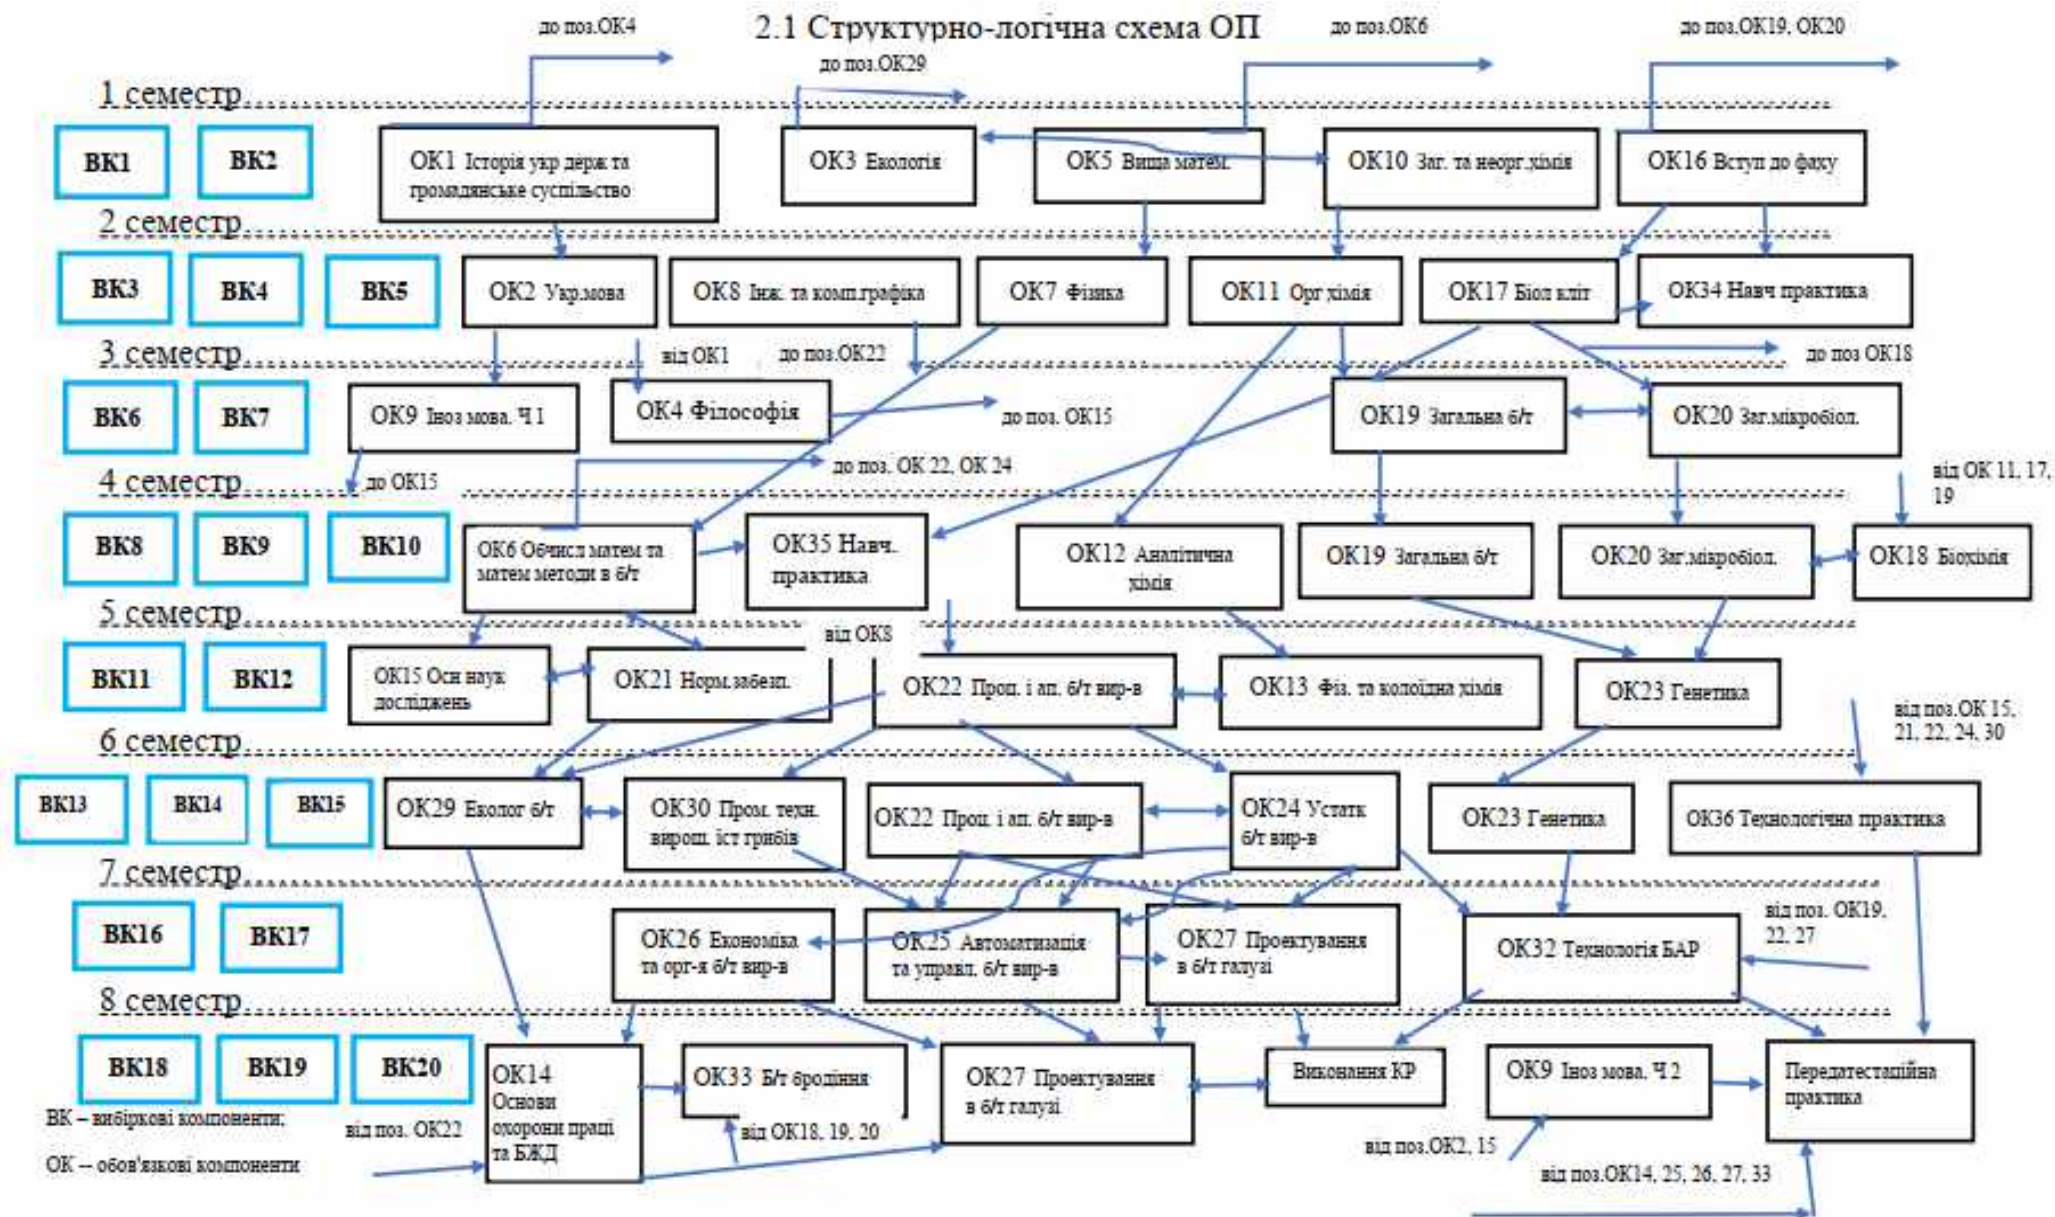 до поз.ОК4
2.1 Структурно-логічна схема ОП
до поз.ОК6
до поз.ОК19, ОК20
до поз.ОК29
1 семестр
ВК1
ВК2
ОК1 Історія укр держ та
громадянське суспільство
ОК3 Екологія
ОК5 Вища матем.
ОК10 Заг. та неорг.хімія
ОК16 Вступ до фаху
2 семестр
ВК3
ВК4
ВК5
ОК2 Укр.мова
ОК8 Інж. та комп.графіка
ОК7 Фізика
ОК11 Орг хімія
ОК17 Біол кліт
ОК34 Навч практика
3 семестр
від ОК1
до поз.ОК22
до поз ОК18
ВК6
ВК7
ОК9 Іноз мова. Ч 1
ОК4 Філософія
до поз. ОК15
ОК19 Загальна б/т
ОК20 Заг.мікробіол.
4 семестр
до ОК15
до поз. ОК 22, ОК 24
від ОК 11, 17,
19
ВК8
ВК9
ВК10
ОК6 Обчисл матем та
матем методи в б/т
ОК35 Навч.
практика
ОК12 Аналітична
хімія
ОК19 Загальна б/т
ОК20 Заг.мікробіол.
ОК18 Біохімія
5 семестр
від ОК8
ВК11
ВК12
ОК15 Осн наук
досліджень
ОК21 Норм.забезп.
ОК22 Проц. і ап. б/т вир-в
ОК13 Фіз. та колоїдна хімія
ОК23 Генетика
від поз.ОК 15,
21, 22, 24, 30
6 семестр
ВК13
ВК14
ВК15
ОК29 Еколог б/т
ОК30 Пром. техн.
вирощ. їст грибів
ОК22 Проц. і ап. б/т вир-в
ОК24 Устатк
б/т вир-в
ОК23 Генетика
ОК36 Технологічна практика
7 семестр
ВК16
ВК17
ОК26 Економіка
та орг-я б/т вир-в
ОК25 Автоматизація
та управл. б/т вир-в
ОК27 Проектування
в б/т галузі
ОК32 Технологія БАР
від поз. ОК19,
22, 27
8 семестр
ВК18
ВК19
ВК20
ОК14
Основи
охорони праці
та БЖД
ОК33 Б/т бродіння
ОК27 Проектування
в б/т галузі
Виконання КР
ОК9 Іноз мова. Ч 2
Передатестаційна
практика
ВК – вибіркові компоненти;
від поз. ОК22
від ОК18, 19, 20
від поз.ОК2, 15
ОК – обов'язкові компоненти
від поз.ОК14, 25, 26, 27, 33